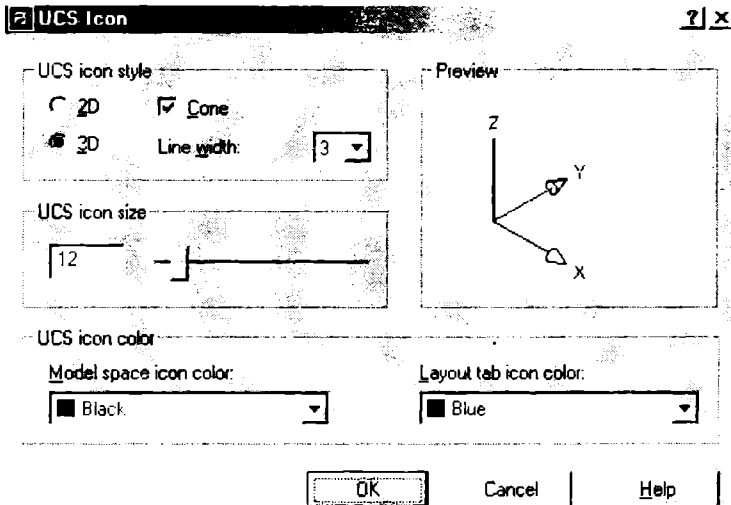 UCS Icon
UCS icon style
2D
Cone
3D
Line width:
3
Preview
Z
Y
X
UCS icon size
12
UCS icon color
Model space icon color:
Black
Layout tab icon color:
Blue
OK
Cancel
Help